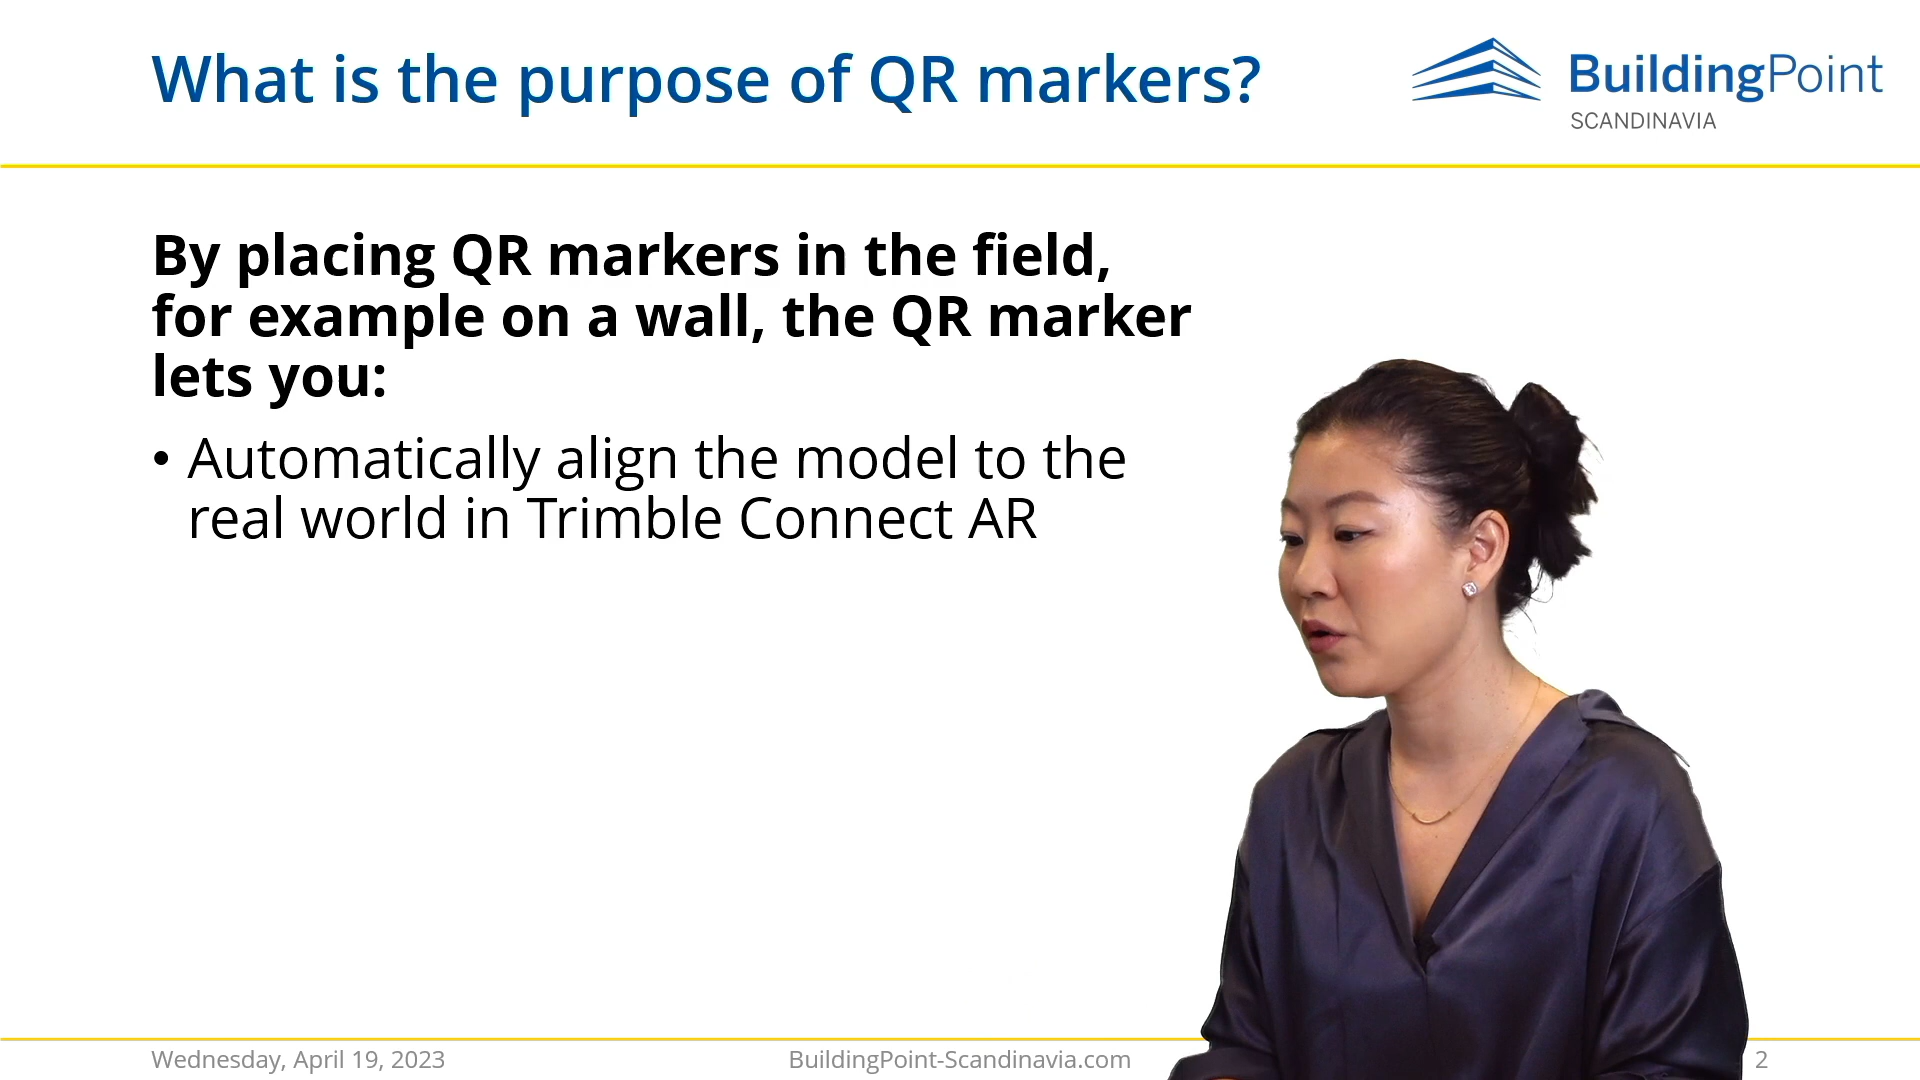 What is the purpose of QR markers?
BuildingPoint
SCANDINAVIA
By placing QR markers in the field,
for example on a wall, the QR marker
lets you:
• Automatically align the model to the
real world in Trimble Connect AR
Wednesday, April 19, 2023
BuildingPoint-Scandinavia.com
2